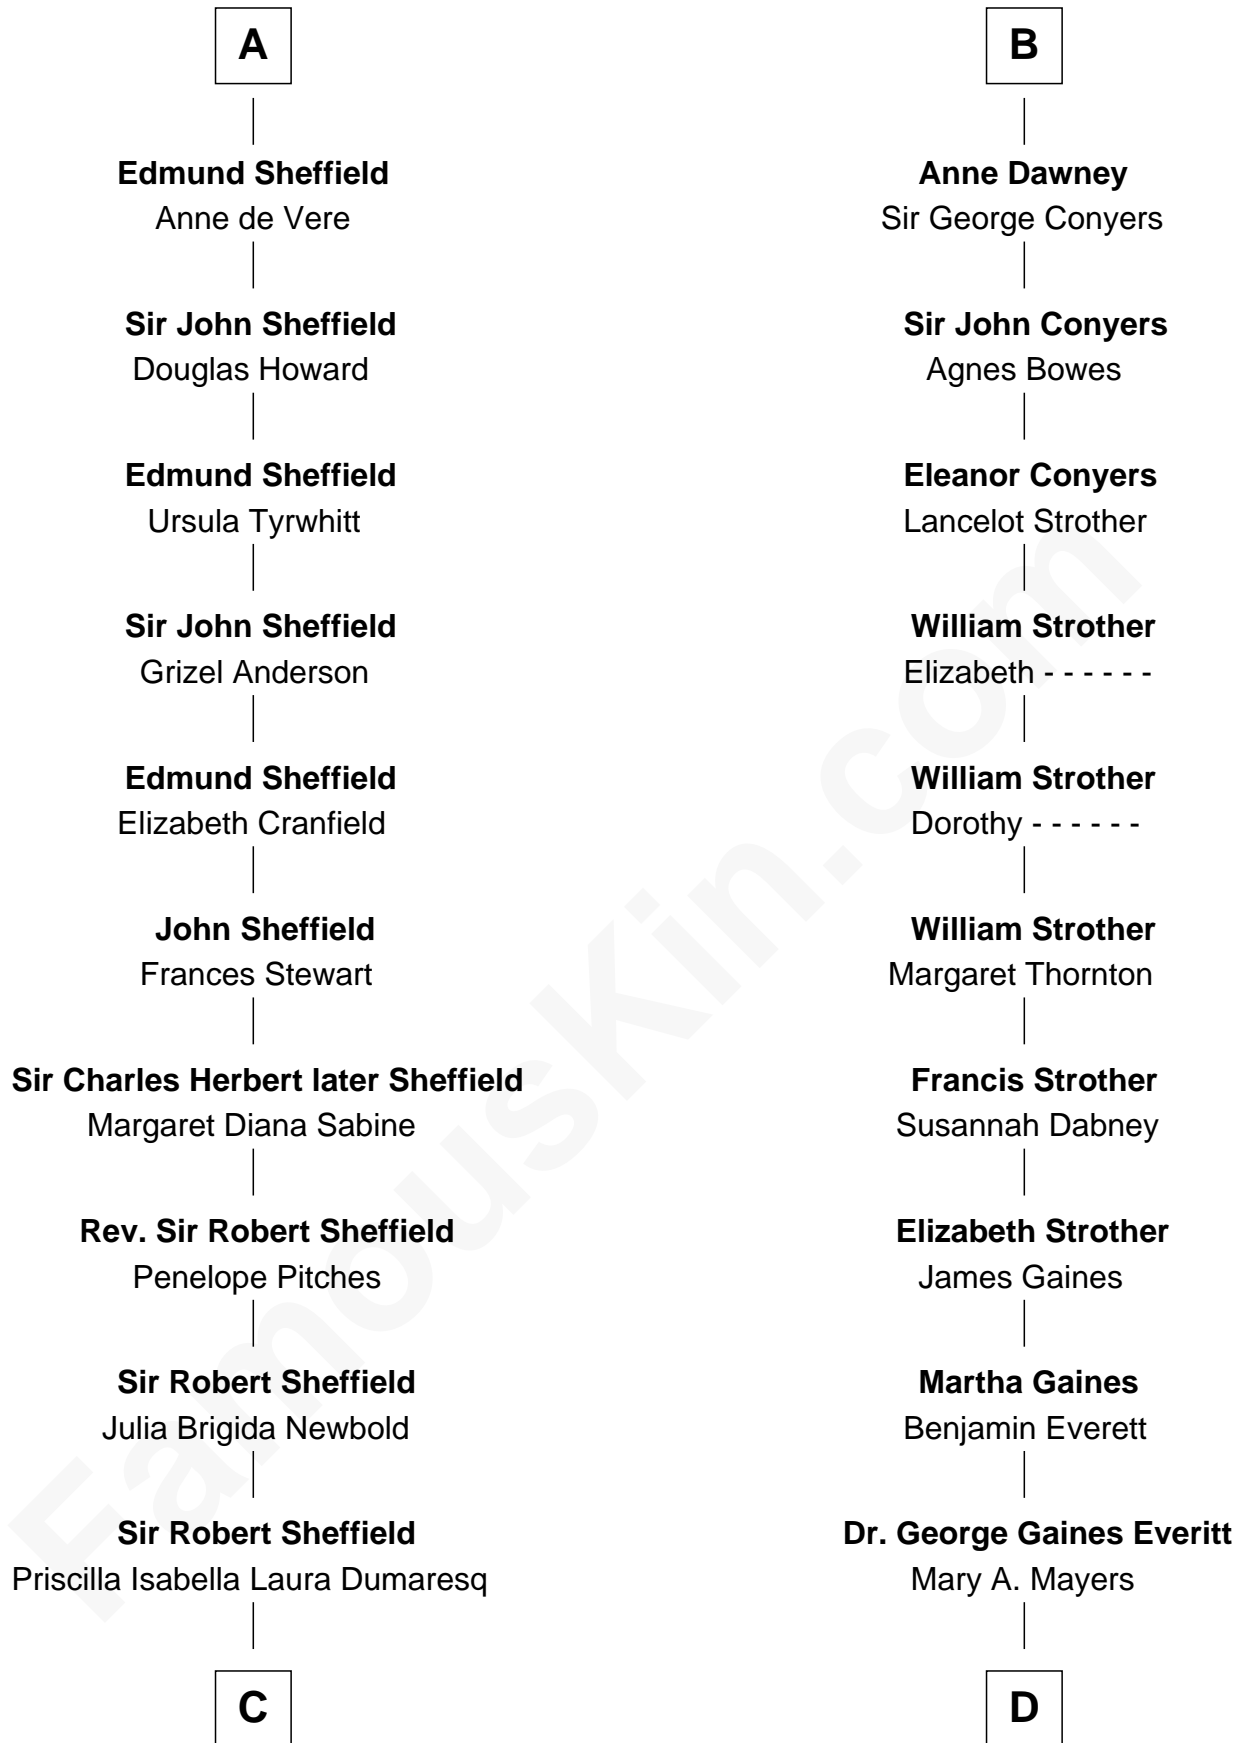 A
Edmund Sheffield
Anne de Vere
Sir John Sheffield
Douglas Howard
Edmund Sheffield
Ursula Tyrwhitt
Sir John Sheffield
Grizel Anderson
Edmund Sheffield
Elizabeth Cranfield
John Sheffield
Frances Stewart
Sir Charles Herbert later Sheffield
Margaret Diana Sabine
Rev. Sir Robert Sheffield
Penelope Pitches
Sir Robert Sheffield
Julia Brigida Newbold
Sir Robert Sheffield
Priscilla Isabella Laura Dumaresq
C
B
Anne Dawney
Sir George Conyers
Sir John Conyers
Agnes Bowes
Eleanor Conyers
Lancelot Strother
William Strother
Elizabeth - - - - - -
William Strother
Dorothy - - - - - -
William Strother
Margaret Thornton
Francis Strother
Susannah Dabney
Elizabeth Strother
James Gaines
Martha Gaines
Benjamin Everett
Dr. George Gaines Everitt
Mary A. Mayers
D
FamousKin.com